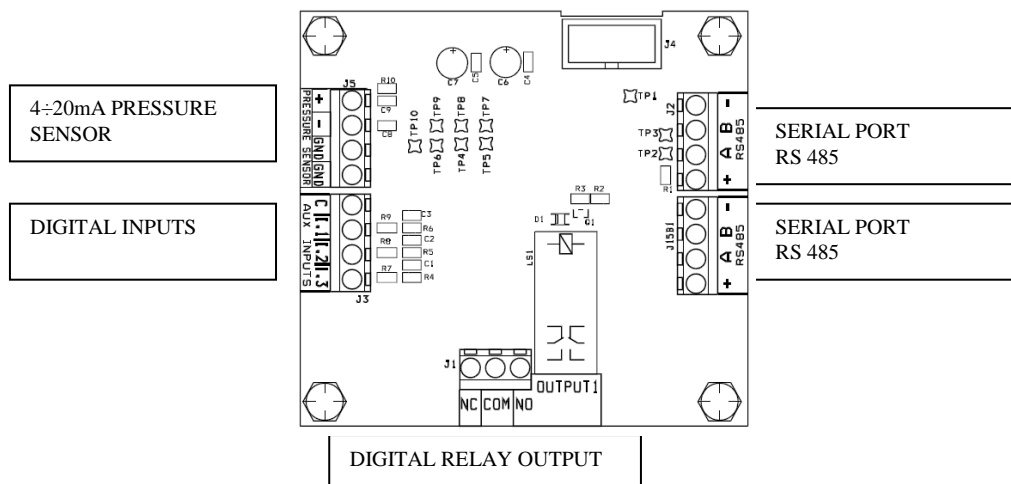 4÷20mA PRESSURE
SENSOR
DIGITAL INPUTS
J5
PRESSURE SENSOR
+
-
GND
GND
R10
C9
C8
C7
C5
C6
C4
J4
TP10
TP9
TP8
TP7
TP6
TP4
TP5
TP1
TP3
TP2
R1
J2
-
B
A
+
RS485
J15B1
-
B
A
+
RS485
SERIAL PORT
RS 485
SERIAL PORT
RS 485
AUX INPUTS
C I.1 I.2 I.3
J3
R9
R8
R7
C3
R6
C2
R5
C1
R4
R3 R2
D1
Q1
LS1
J1
OUTPUT1
NC COM NO
DIGITAL RELAY OUTPUT